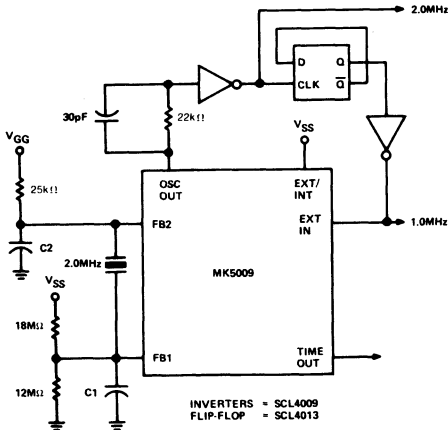 2.0MHz
D Q
CLK Q̅
30pF
22kΩ
VGG
VSS
25kΩ
OSC
OUT
EXT/
INT
FB2
EXT
IN
1.0MHz
C2
2.0MHz
MK5009
VSS
18MΩ
FB1
TIME
OUT
12MΩ
C1
INVERTERS = SCL4009
FLIP-FLOP = SCL4013